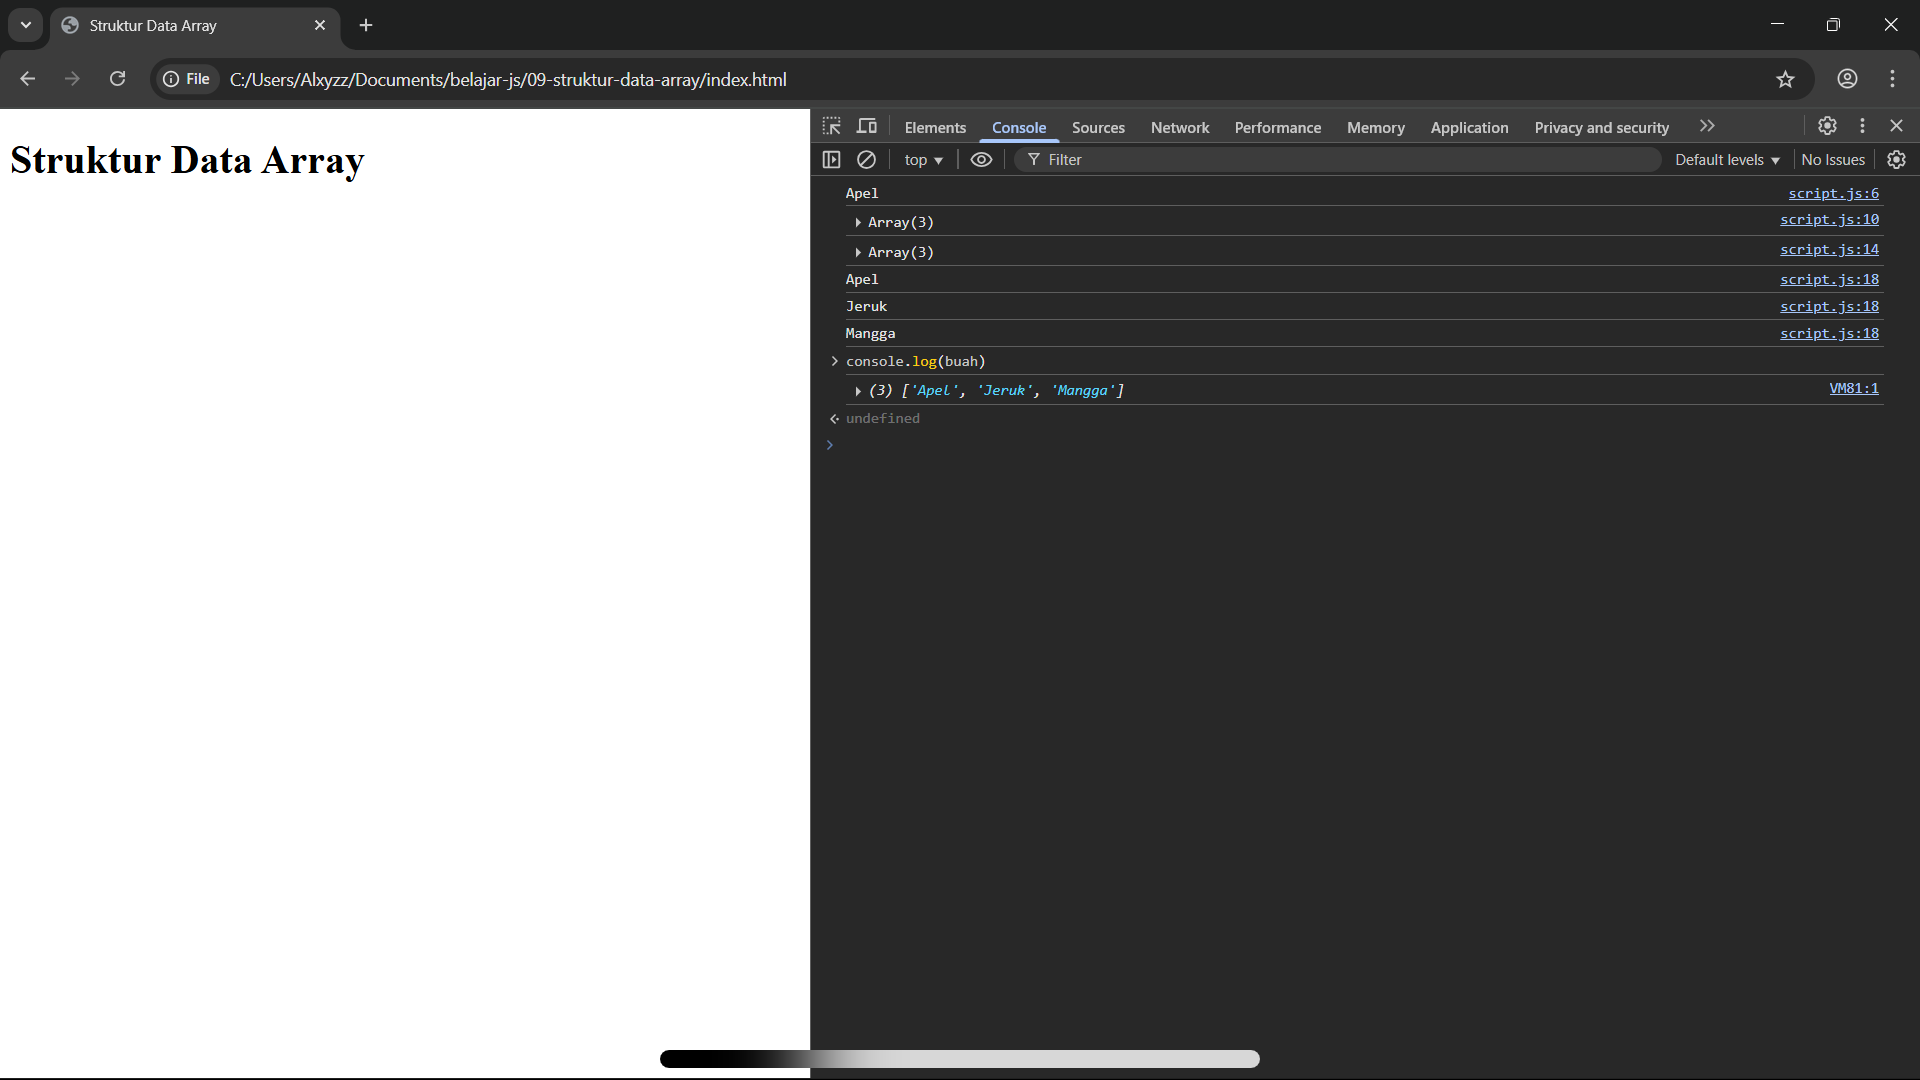 Struktur Data Array
File
C:/Users/Alxyzz/Documents/belajar-js/09-struktur-data-array/index.html
Struktur Data Array
Elements Console Sources Network Performance Memory Application Privacy and security
top Filter Default levels No Issues
Apel script.js:6
Array(3) script.js:10
Array(3) script.js:14
Apel script.js:18
Jeruk script.js:18
Mangga script.js:18
console.log(buah)
(3) ['Apel', 'Jeruk', 'Mangga'] VM81:1
undefined